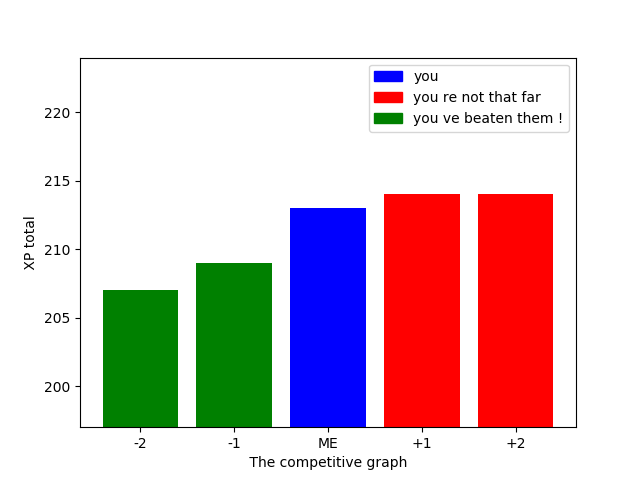 you
you re not that far
you ve beaten them !
220
215
210
205
200
XP total
-2 -1 ME +1 +2
The competitive graph